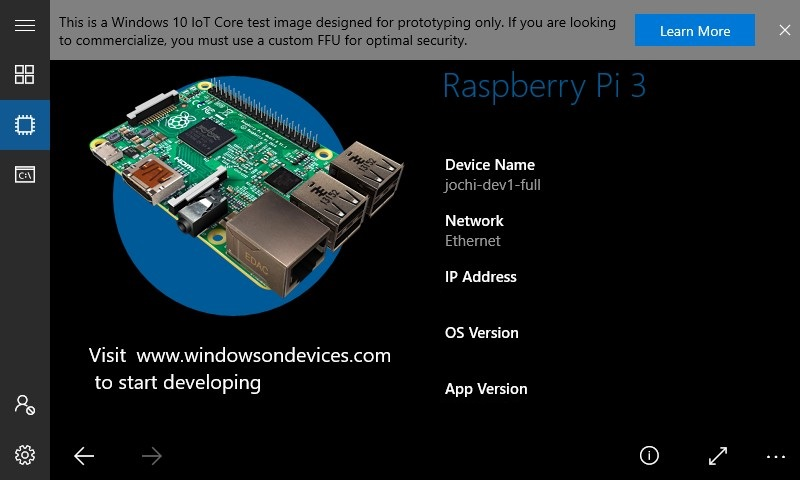 This is a Windows 10 IoT Core test image designed for prototyping only. If you are looking
to commercialize, you must use a custom FFU for optimal security.
Learn More
C:\
HDMI
EDAC
Visit www.windowsondevices.com
to start developing
Raspberry Pi 3
Device Name
jochi-dev1-full
Network
Ethernet
IP Address
OS Version
App Version